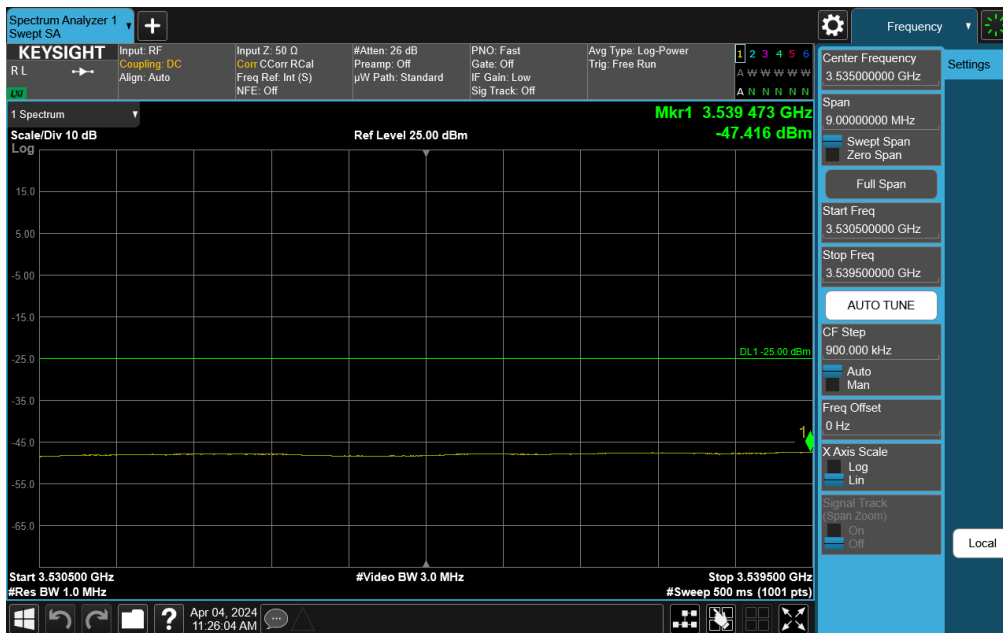 Spectrum Analyzer 1
Swept SA
Frequency
KEYSIGHT
R L
LXI
Input: RF
Coupling: DC
Align: Auto
Input Z: 50 Ω
Corr CCorr RCal
Freq Ref: Int (S)
NFE: Off
#Atten: 26 dB
Preamp: Off
µW Path: Standard
PNO: Fast
Gate: Off
IF Gain: Low
Sig Track: Off
Avg Type: Log-Power
Trig: Free Run
1 2 3 4 5 6
A W W W W W
A N N N N N
1 Spectrum
Mkr1 3.539 473 GHz
-47.416 dBm
Scale/Div 10 dB
Ref Level 25.00 dBm
Log
15.0
5.00
-5.00
-15.0
-25.0
DL1 -25.00 dBm
-35.0
-45.0
1
-55.0
-65.0
Start 3.530500 GHz
#Video BW 3.0 MHz
Stop 3.539500 GHz
#Res BW 1.0 MHz
#Sweep 500 ms (1001 pts)
Apr 04, 2024
11:26:04 AM
?
Center Frequency
3.535000000 GHz
Span
9.00000000 MHz
Swept Span
Zero Span
Full Span
Start Freq
3.530500000 GHz
Stop Freq
3.539500000 GHz
AUTO TUNE
CF Step
900.000 kHz
Auto
Man
Freq Offset
0 Hz
X Axis Scale
Log
Lin
Signal Track
(Span Zoom)
On
Off
Settings
Local